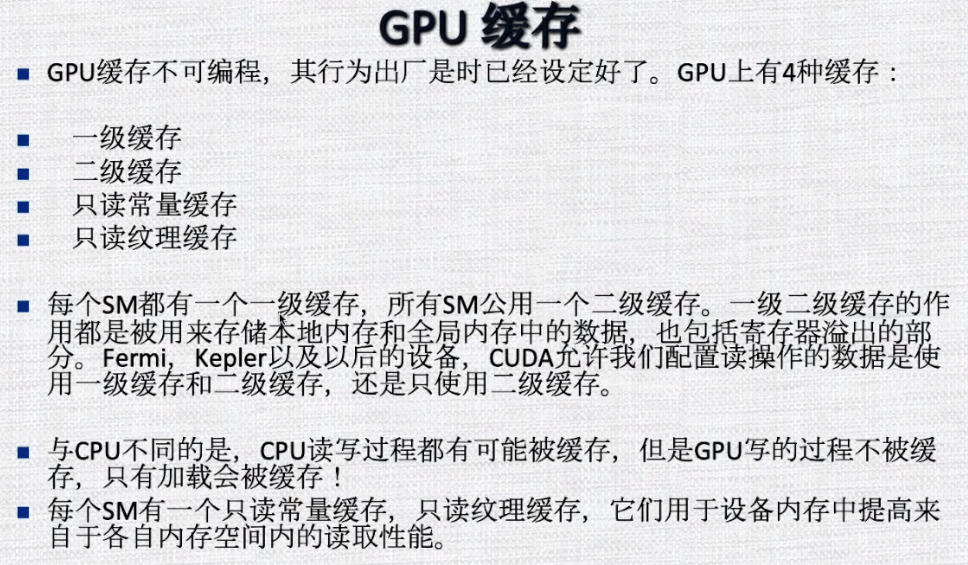 GPU 缓存
■ GPU缓存不可编程，其行为出厂是时已经设定好了。GPU上有4种缓存：
■ 一级缓存
■ 二级缓存
■ 只读常量缓存
■ 只读纹理缓存
■ 每个SM都有一个一级缓存，所有SM公用一个二级缓存。一级二级缓存的作
用都是被用来存储本地内存和全局内存中的数据，也包括寄存器溢出的部
分。Fermi，Kepler以及以后的设备，CUDA允许我们配置读操作的数据是使
用一级缓存和二级缓存，还是只使用二级缓存。
■ 与CPU不同的是，CPU读写过程都有可能被缓存，但是GPU写的过程不被缓
存，只有加载会被缓存！
■ 每个SM有一个只读常量缓存，只读纹理缓存，它们用于设备内存中提高来
自于各自内存空间内的读取性能。